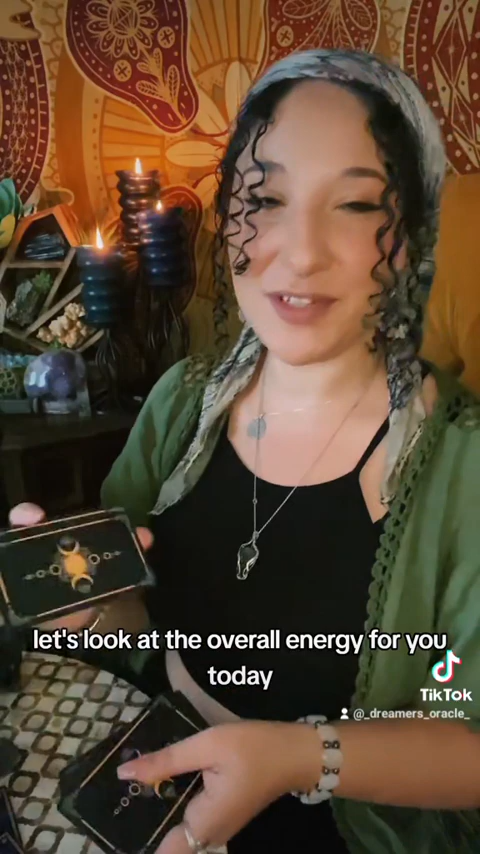 let's look at the overall energy for you
today
TikTok
@_dreamers_oracle_